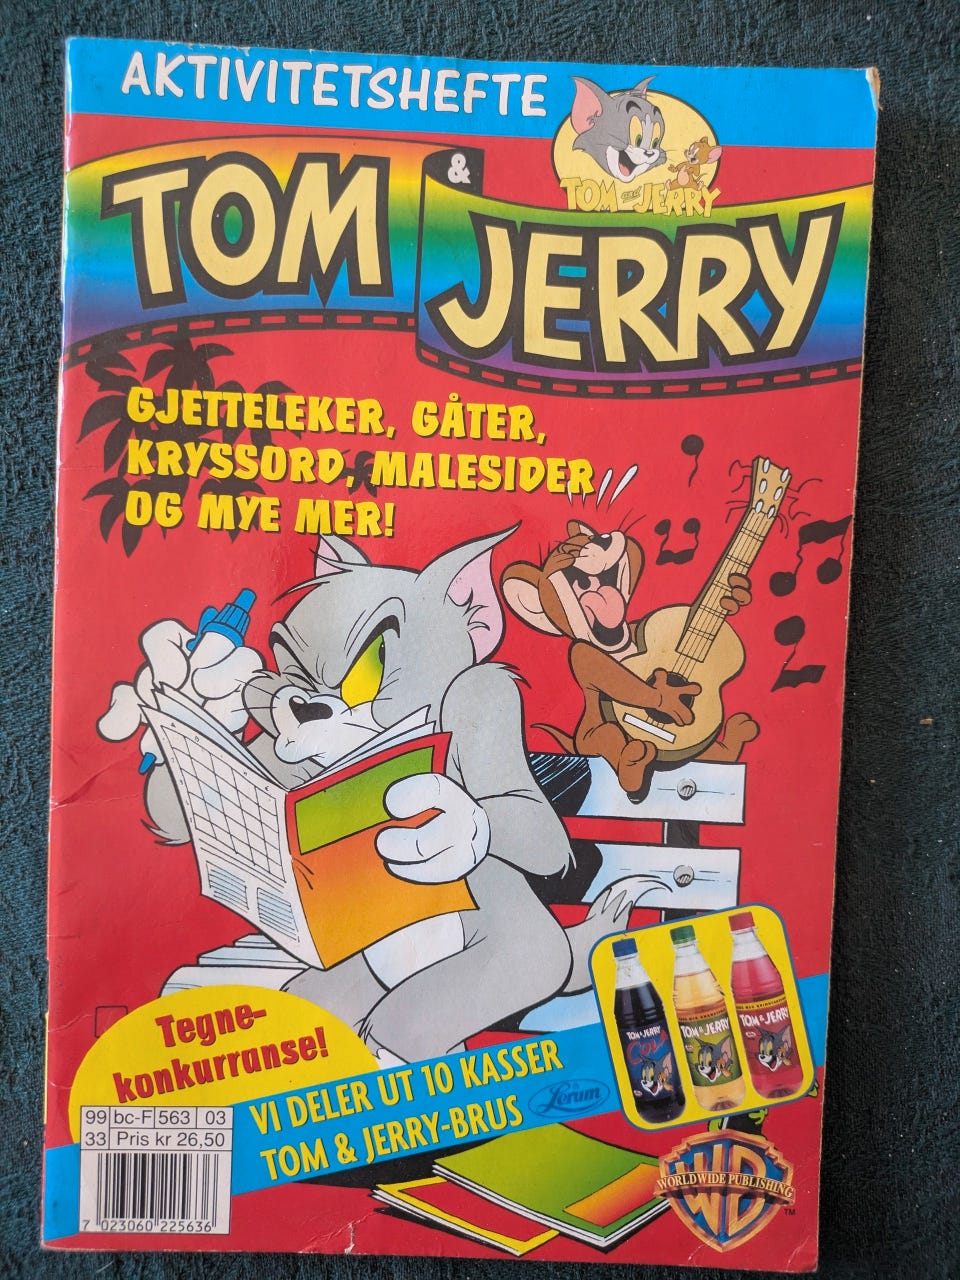 AKTIVITETSHEFTE
TOM and JERRY
TOM & JERRY
GJETTELEKER, GÅTER,
KRYSSORD, MALESIDER
OG MYE MER!
Tegne-
konkurranse!
VI DELER UT 10 KASSER
TOM & JERRY-BRUS
Lerum
TOM & JERRY
COLA
TOM & JERRY
TOM & JERRY
99 bc-F 563 03
33 Pris kr 26,50
7 023060 225636
WB
WORLDWIDE PUBLISHING
TM